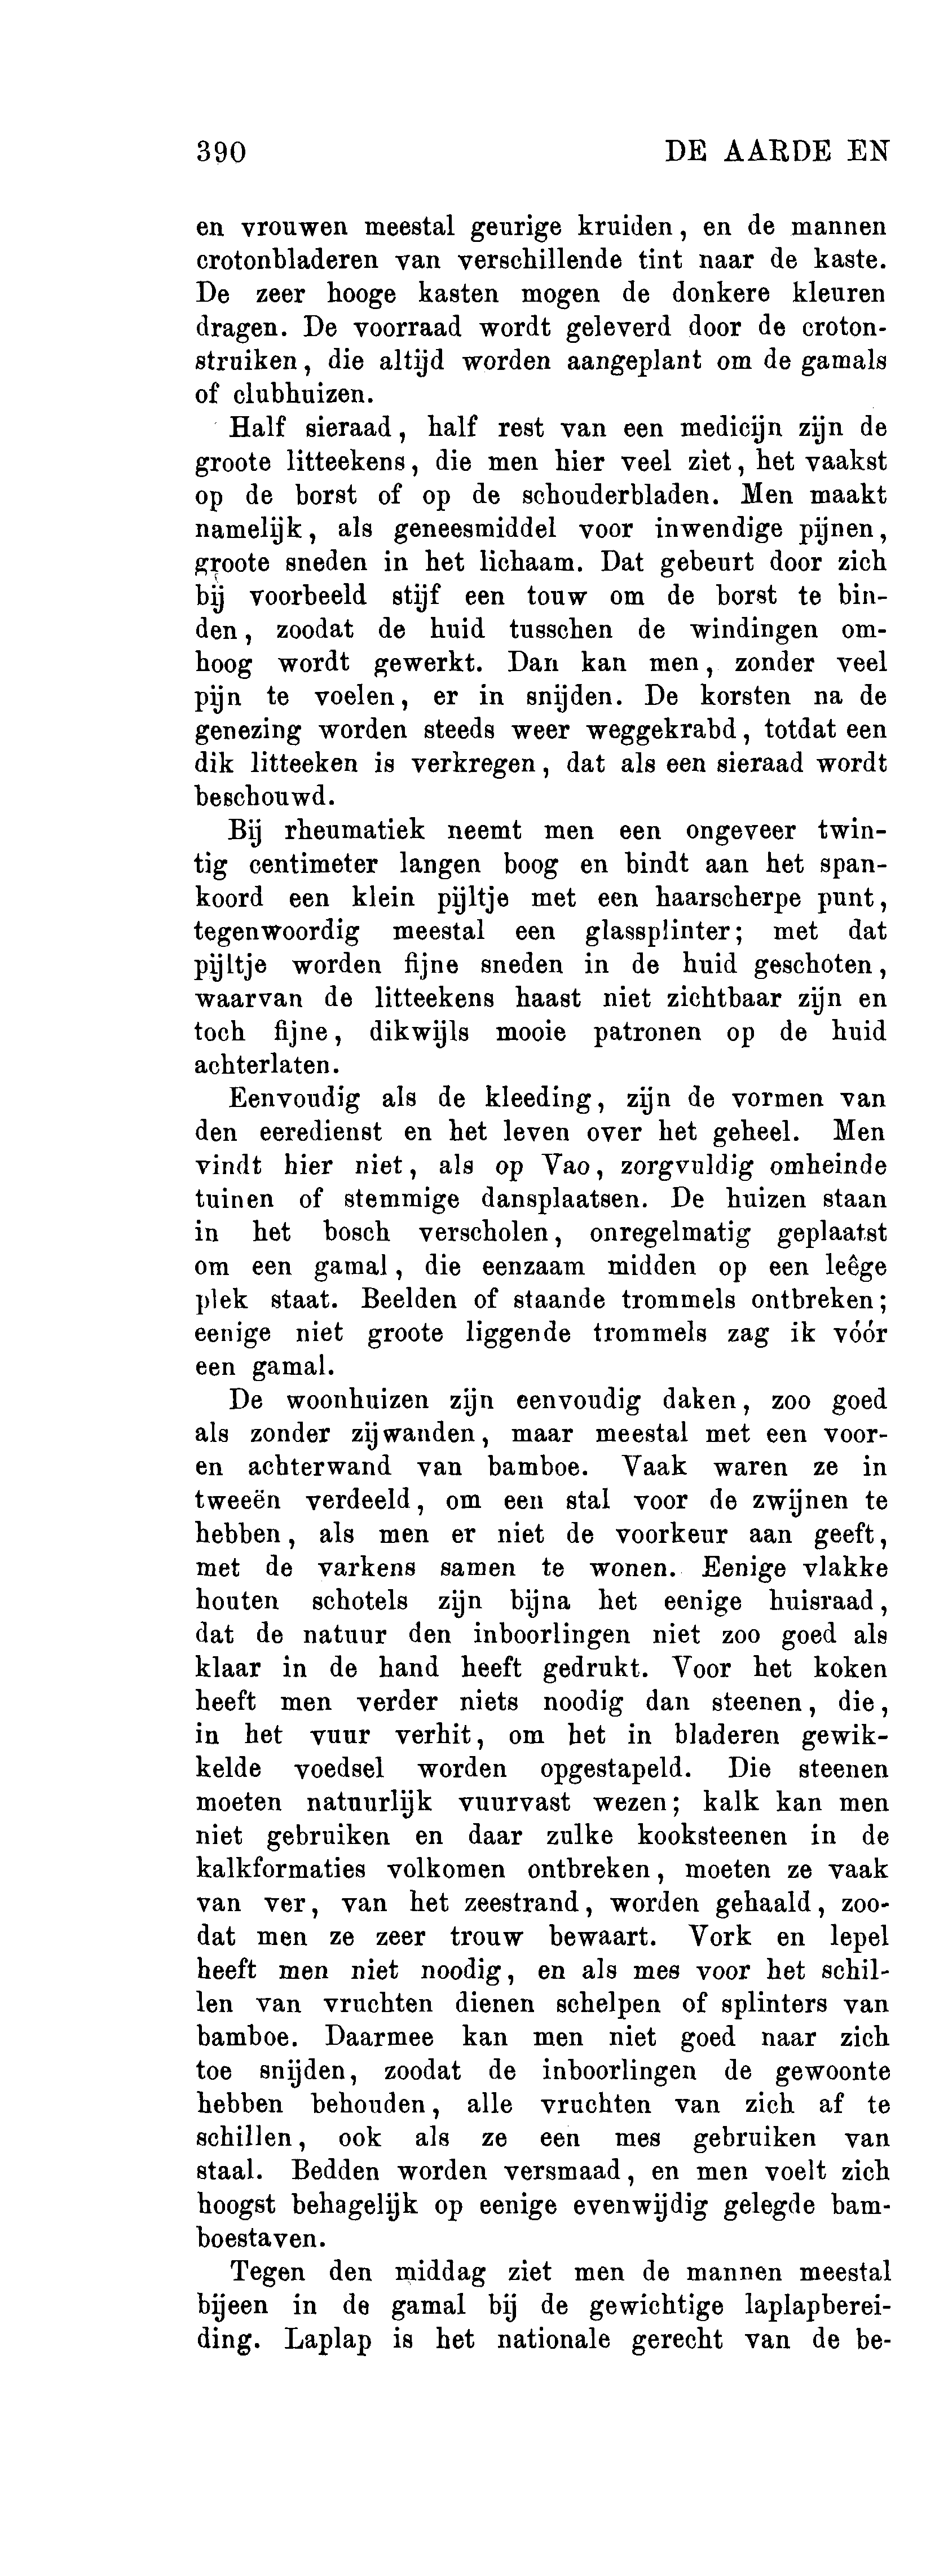 390 DE AARDE EN
en vrouwen meestal geurige kruiden, en de mannen
crotonbladeren van verschillende tint naar de kaste.
De zeer hooge kasten mogen de donkere kleuren
dragen. De voorraad wordt geleverd door de croton-
struiken, die altijd worden aangeplant om de gamals
of clubhuizen.
Half sieraad, half rest van een medicijn zijn de
groote litteekens, die men hier veel ziet, het vaakst
op de borst of op de schouderbladen. Men maakt
namelijk, als geneesmiddel voor inwendige pijnen,
groote sneden in het lichaam. Dat gebeurt door zich
bij voorbeeld stijf een touw om de borst te bin-
den, zoodat de huid tusschen de windingen om-
hoog wordt gewerkt. Dan kan men, zonder veel
pijn te voelen, er in snijden. De korsten na de
genezing worden steeds weer weggekrabd, totdat een
dik litteeken is verkregen, dat als een sieraad wordt
beschouwd.
Bij rheumatiek neemt men een ongeveer twin-
tig centimeter langen boog en bindt aan het span-
koord een klein pijltje met een haarscherpe punt,
tegenwoordig meestal een glassplinter; met dat
pijltje worden fijne sneden in de huid geschoten,
waarvan de litteekens haast niet zichtbaar zijn en
toch fijne, dikwijls mooie patronen op de huid
achterlaten.
Eenvoudig als de kleeding, zijn de vormen van
den eeredienst en het leven over het geheel. Men
vindt hier niet, als op Vao, zorgvuldig omheinde
tuinen of stemmige dansplaatsen. De huizen staan
in het bosch verscholen, onregelmatig geplaatst
om een gamal, die eenzaam midden op een leêge
plek staat. Beelden of staande trommels ontbreken;
eenige niet groote liggende trommels zag ik vóór
een gamal.
De woonhuizen zijn eenvoudig daken, zoo goed
als zonder zijwanden, maar meestal met een voor-
en achterwand van bamboe. Vaak waren ze in
tweeën verdeeld, om een stal voor de zwijnen te
hebben, als men er niet de voorkeur aan geeft,
met de varkens samen te wonen. Eenige vlakke
houten schotels zijn bijna het eenige huisraad,
dat de natuur den inboorlingen niet zoo goed als
klaar in de hand heeft gedrukt. Voor het koken
heeft men verder niets noodig dan steenen, die,
in het vuur verhit, om het in bladeren gewik-
kelde voedsel worden opgestapeld. Die steenen
moeten natuurlijk vuurvast wezen; kalk kan men
niet gebruiken en daar zulke kooksteenen in de
kalkformaties volkomen ontbreken, moeten ze vaak
van ver, van het zeestrand, worden gehaald, zoo-
dat men ze zeer trouw bewaart. Vork en lepel
heeft men niet noodig, en als mes voor het schil-
len van vruchten dienen schelpen of splinters van
bamboe. Daarmee kan men niet goed naar zich
toe snijden, zoodat de inboorlingen de gewoonte
hebben behouden, alle vruchten van zich af te
schillen, ook als ze een mes gebruiken van
staal. Bedden worden versmaad, en men voelt zich
hoogst behagelijk op eenige evenwijdig gelegde bam-
boestaven.
Tegen den middag ziet men de mannen meestal
bijeen in de gamal bij de gewichtige laplapberei-
ding. Laplap is het nationale gerecht van de be-